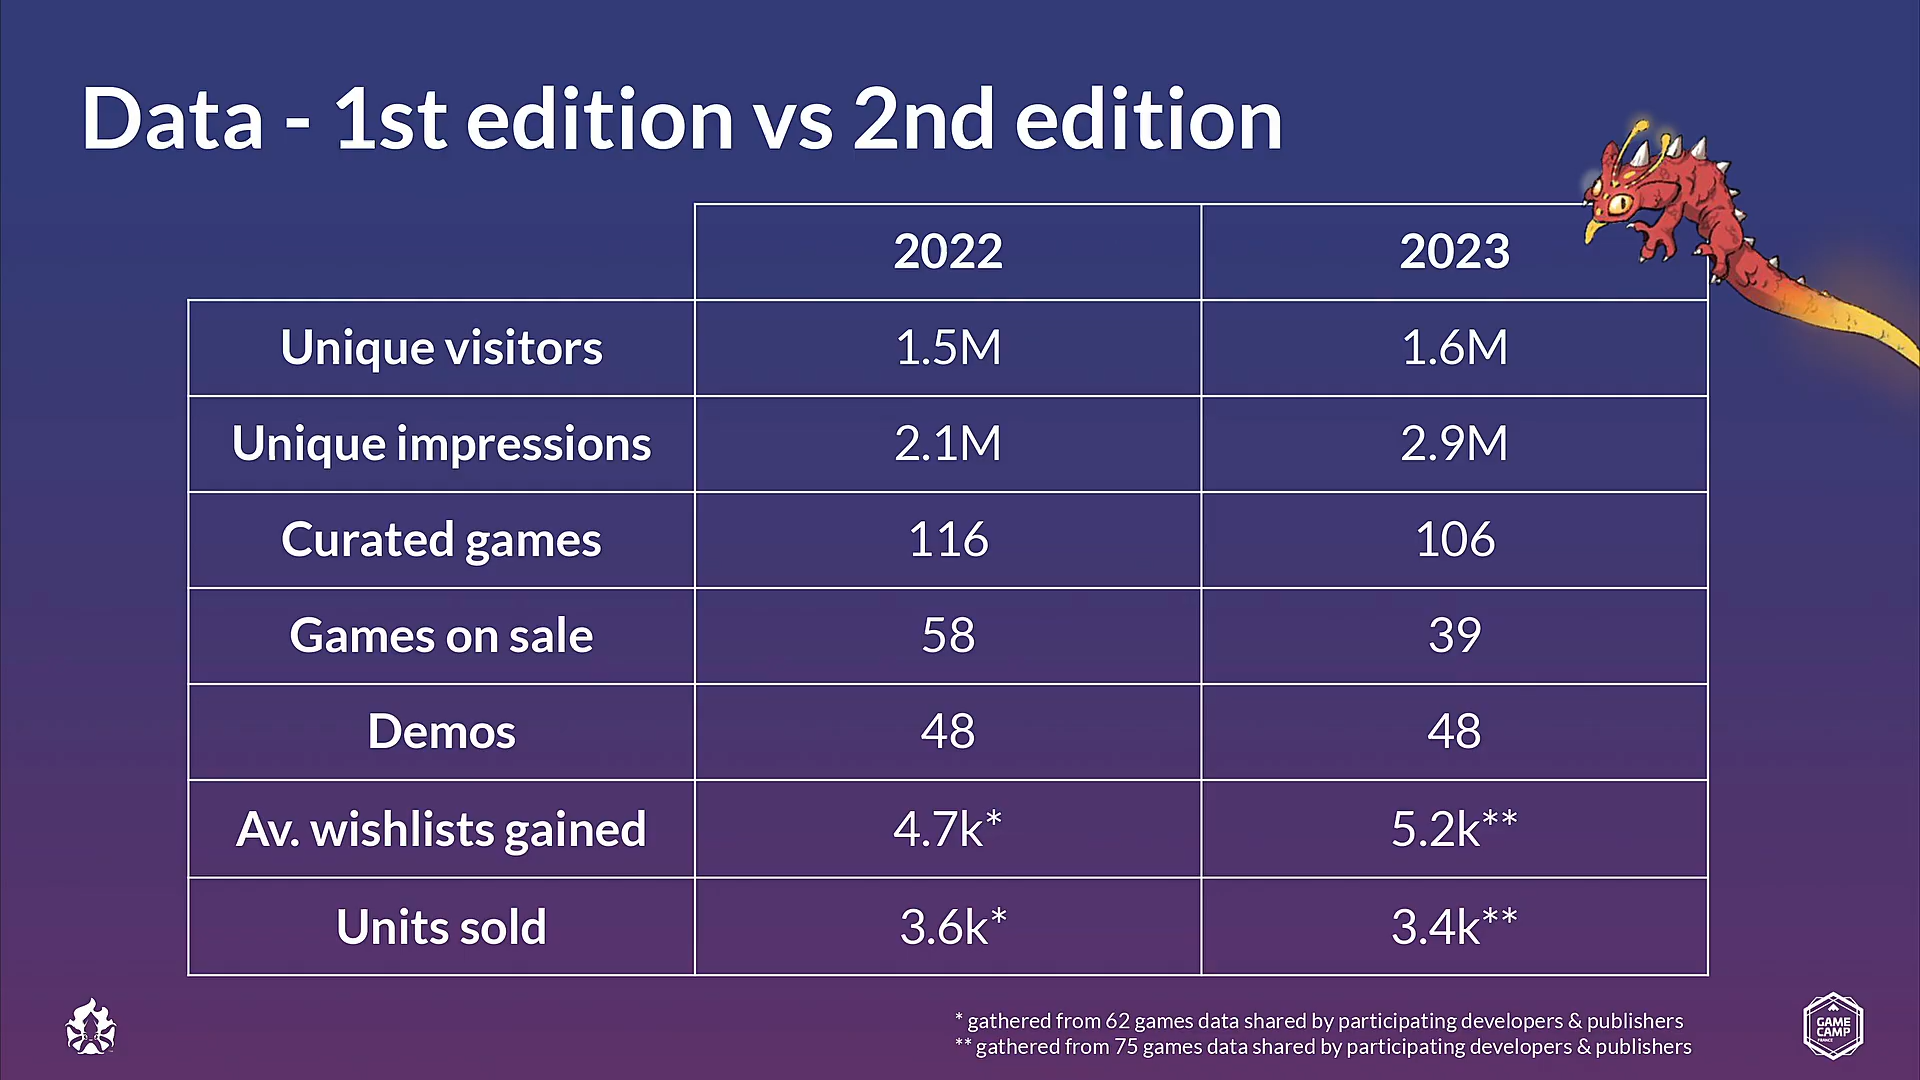 Data - 1st edition vs 2nd edition
2022 2023
Unique visitors 1.5M 1.6M
Unique impressions 2.1M 2.9M
Curated games 116 106
Games on sale 58 39
Demos 48 48
Av. wishlists gained 4.7k* 5.2k**
Units sold 3.6k* 3.4k**
* gathered from 62 games data shared by participating developers & publishers
** gathered from 75 games data shared by participating developers & publishers
GAME
CAMP
FRANCE